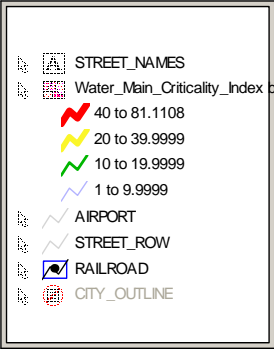 STREET_NAMES
Water_Main_Criticality_Index b
40 to 81.1108
20 to 39.9999
10 to 19.9999
1 to 9.9999
AIRPORT
STREET_ROW
RAILROAD
CITY_OUTLINE